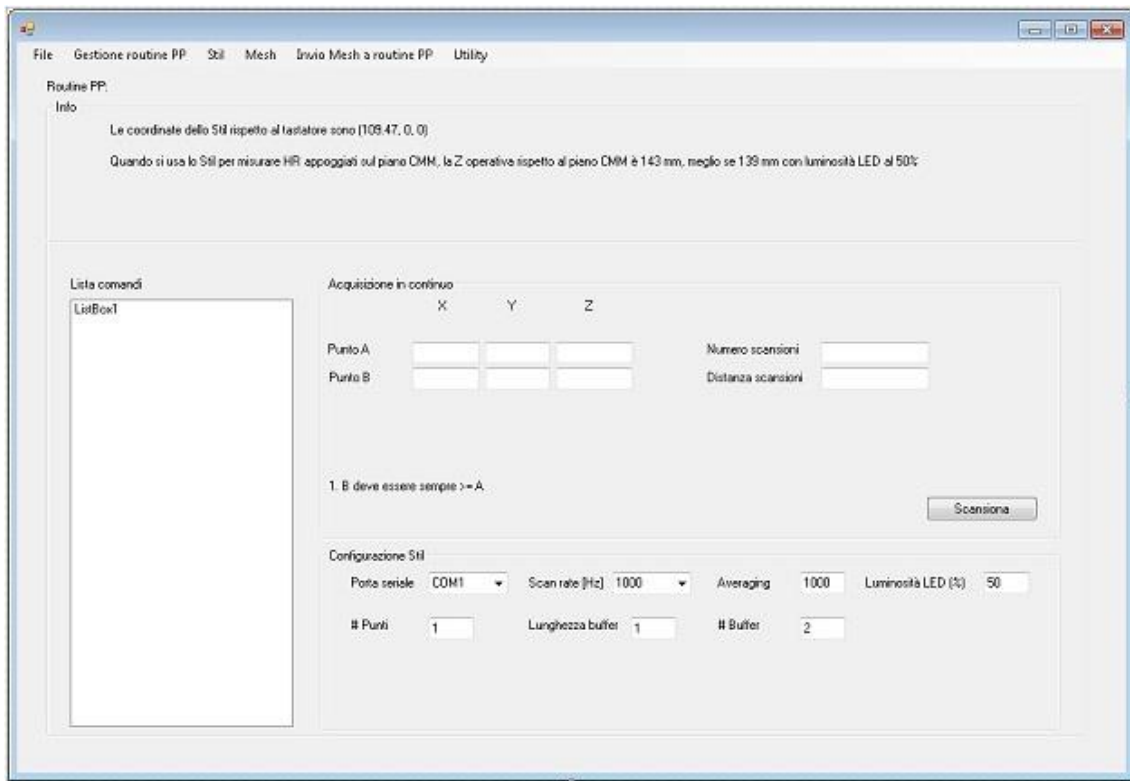 File Gestione routine PP Stil Mesh Invio Mesh a routine PP Utility
Routine PP:
Info
Le coordinate dello Stil rispetto al tastatore sono (109.47, 0, 0)
Quando si usa lo Stil per misurare HR appoggiati sul piano CMM, la Z operativa rispetto al piano CMM è 143 mm, meglio se 139 mm con luminosità LED al 50%
Lista comandi
ListBox1
Acquisizione in continuo
X Y Z
Punto A Numero scansioni
Punto B Distanza scansioni
1. B deve essere sempre >= A
Scansiona
Configurazione Stil
Porta seriale COM1 Scan rate [Hz] 1000 Averaging 1000 Luminosità LED (%) 50
# Punti 1 Lunghezza buffer 1 # Buffer 2